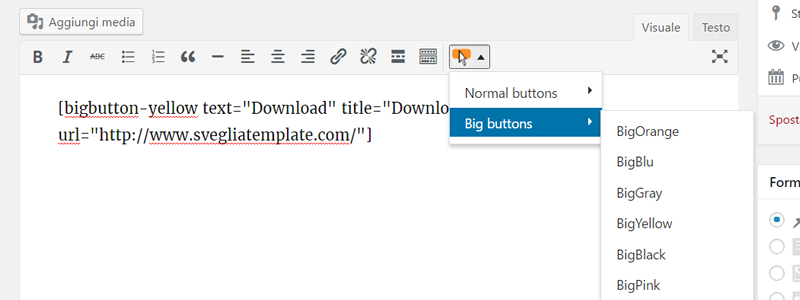 Aggiungi media
Visuale
Testo
B I ABC
Normal buttons
Big buttons
[bigbutton-yellow text="Download" title="Downlo
url="http://www.svegliatemplate.com/"]
BigOrange
BigBlu
BigGray
BigYellow
BigBlack
BigPink
St
Vi
Pu
Spost
Form